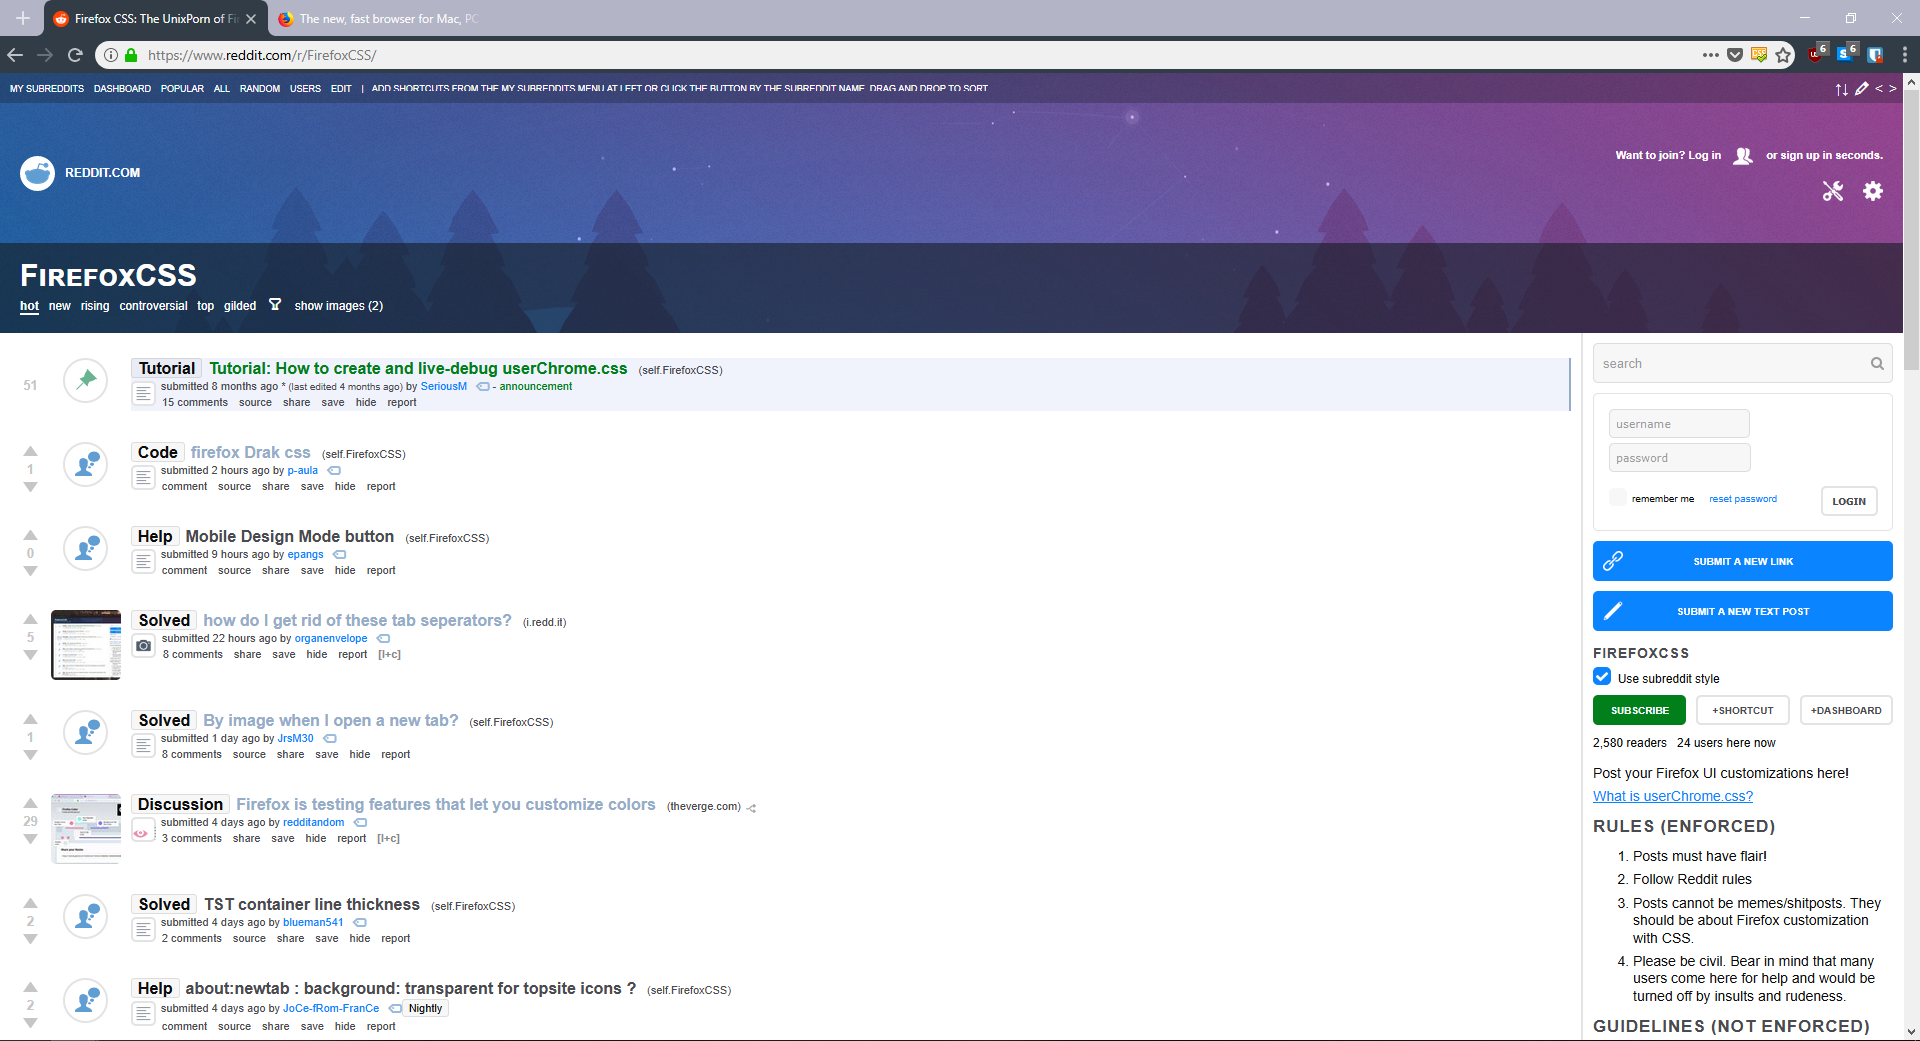 Firefox CSS: The UnixPorn of Fi
The new, fast browser for Mac, PC
https://www.reddit.com/r/FirefoxCSS/
6
6
MY SUBREDDITS DASHBOARD POPULAR ALL RANDOM USERS EDIT | ADD SHORTCUTS FROM THE MY SUBREDDITS MENU AT LEFT OR CLICK THE BUTTON BY THE SUBREDDIT NAME, DRAG AND DROP TO SORT
REDDIT.COM
Want to join? Log in or sign up in seconds.
FIREFOXCSS
hot new rising controversial top gilded show images (2)
51
Tutorial Tutorial: How to create and live-debug userChrome.css (self.FirefoxCSS)
submitted 8 months ago * (last edited 4 months ago) by SeriousM - announcement
15 comments source share save hide report
1
Code firefox Drak css (self.FirefoxCSS)
submitted 2 hours ago by p-aula
comment source share save hide report
0
Help Mobile Design Mode button (self.FirefoxCSS)
submitted 9 hours ago by epangs
comment source share save hide report
5
Solved how do I get rid of these tab seperators? (i.redd.it)
submitted 22 hours ago by organenvelope
8 comments share save hide report [l+c]
1
Solved By image when I open a new tab? (self.FirefoxCSS)
submitted 1 day ago by JrsM30
8 comments source share save hide report
29
Discussion Firefox is testing features that let you customize colors (theverge.com)
submitted 4 days ago by redditandom
3 comments share save hide report [l+c]
2
Solved TST container line thickness (self.FirefoxCSS)
submitted 4 days ago by blueman541
2 comments source share save hide report
2
Help about:newtab : background: transparent for topsite icons ? (self.FirefoxCSS)
submitted 4 days ago by JoCe-fRom-FranCe Nightly
comment source share save hide report
search
username
password
remember me reset password LOGIN
SUBMIT A NEW LINK
SUBMIT A NEW TEXT POST
FIREFOXCSS
Use subreddit style
SUBSCRIBE +SHORTCUT +DASHBOARD
2,580 readers 24 users here now
Post your Firefox UI customizations here!
What is userChrome.css?
RULES (ENFORCED)
1. Posts must have flair!
2. Follow Reddit rules
3. Posts cannot be memes/shitposts. They
should be about Firefox customization
with CSS.
4. Please be civil. Bear in mind that many
users come here for help and would be
turned off by insults and rudeness.
GUIDELINES (NOT ENFORCED)